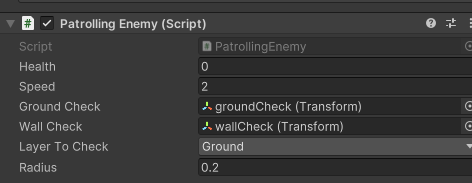 Patrolling Enemy (Script)
Script PatrollingEnemy
Health 0
Speed 2
Ground Check groundCheck (Transform)
Wall Check wallCheck (Transform)
Layer To Check Ground
Radius 0.2